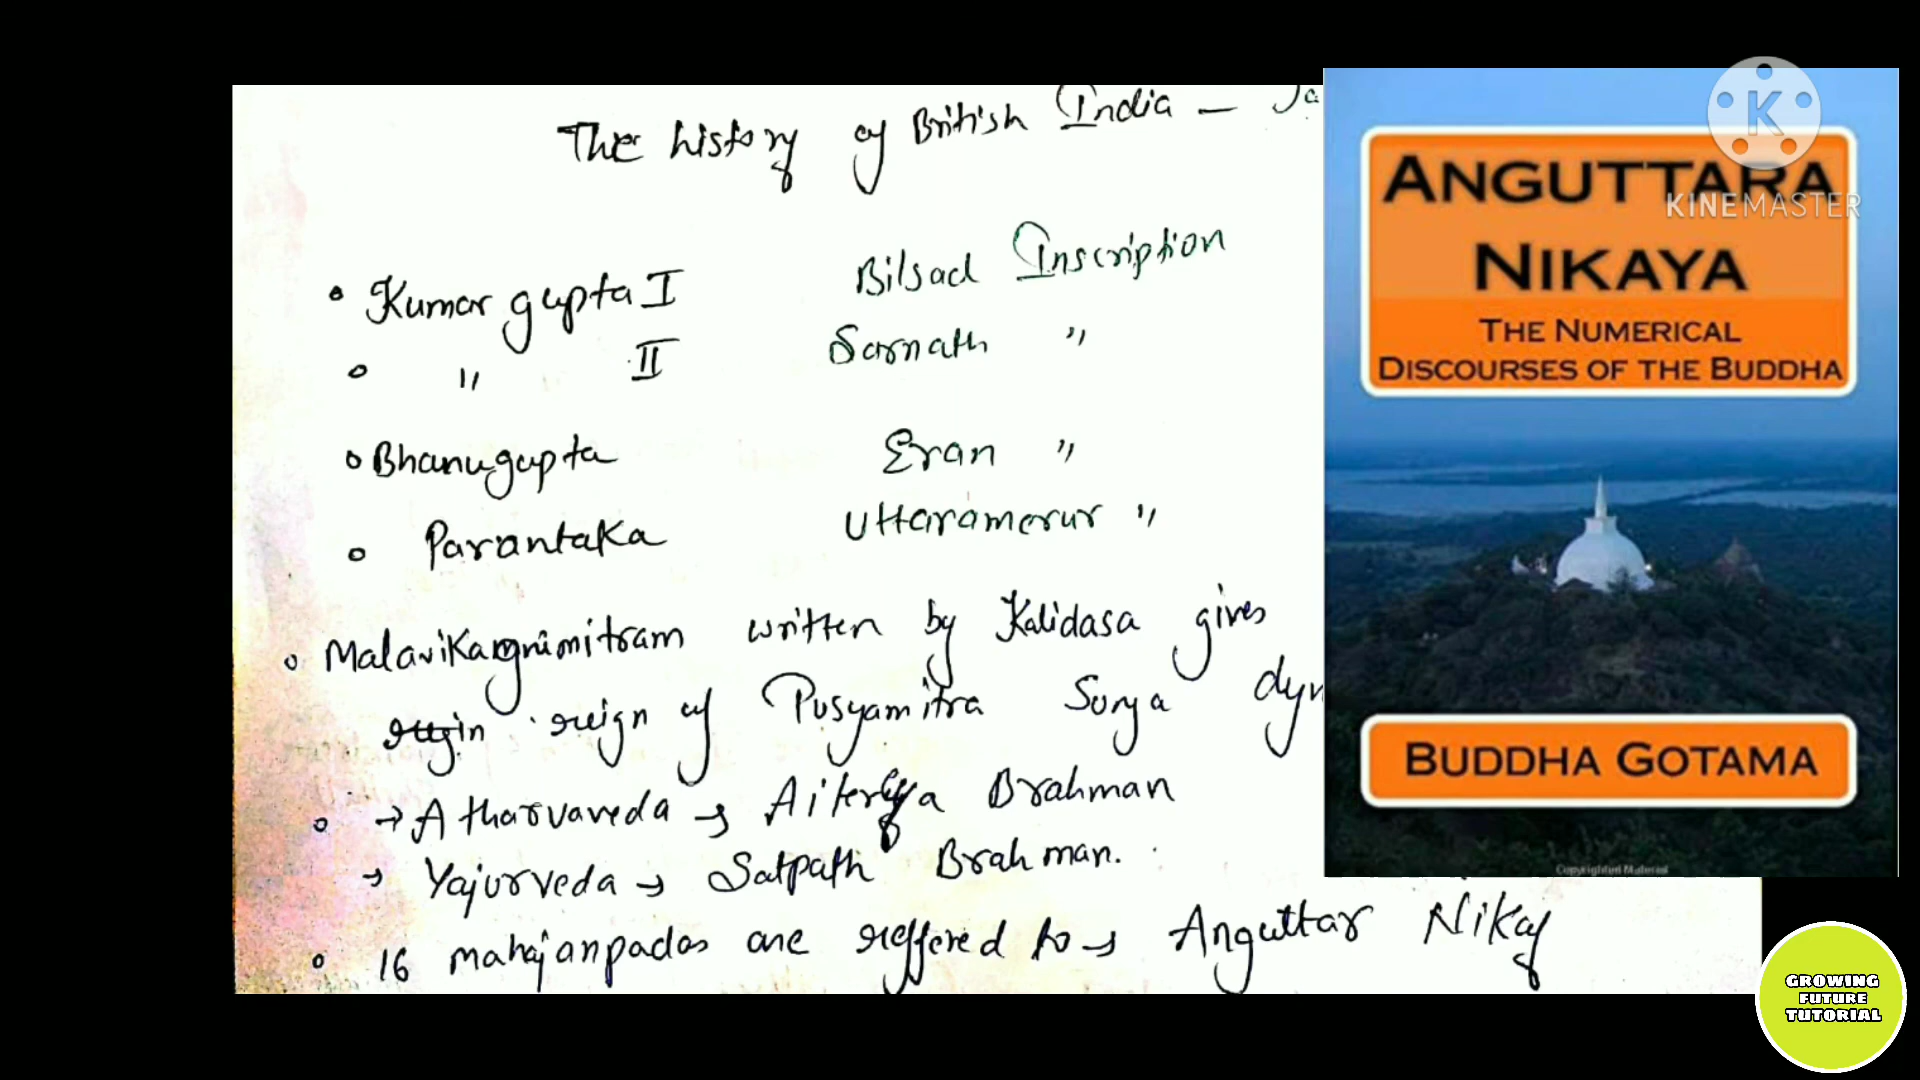 The history of British India – Ja
• Kumar gupta I Bilsad Inscription
• " II Sarnath "
• Bhanugupta Eran "
• Parantaka Uttaramerur "
• Malavikagnimitram written by Kalidasa gives
reign of Pusyamitra Sunga dyn
• → Atharvaveda → Aitereya Brahman
→ Yajurveda → Satpath Brahman.
• 16 mahajanpadas are reffered to → Anguttar Nikay
ANGUTTARA
NIKAYA
THE NUMERICAL
DISCOURSES OF THE BUDDHA
BUDDHA GOTAMA
Copyrighted Material
K
KINEMASTER
GROWING
FUTURE
TUTORIAL